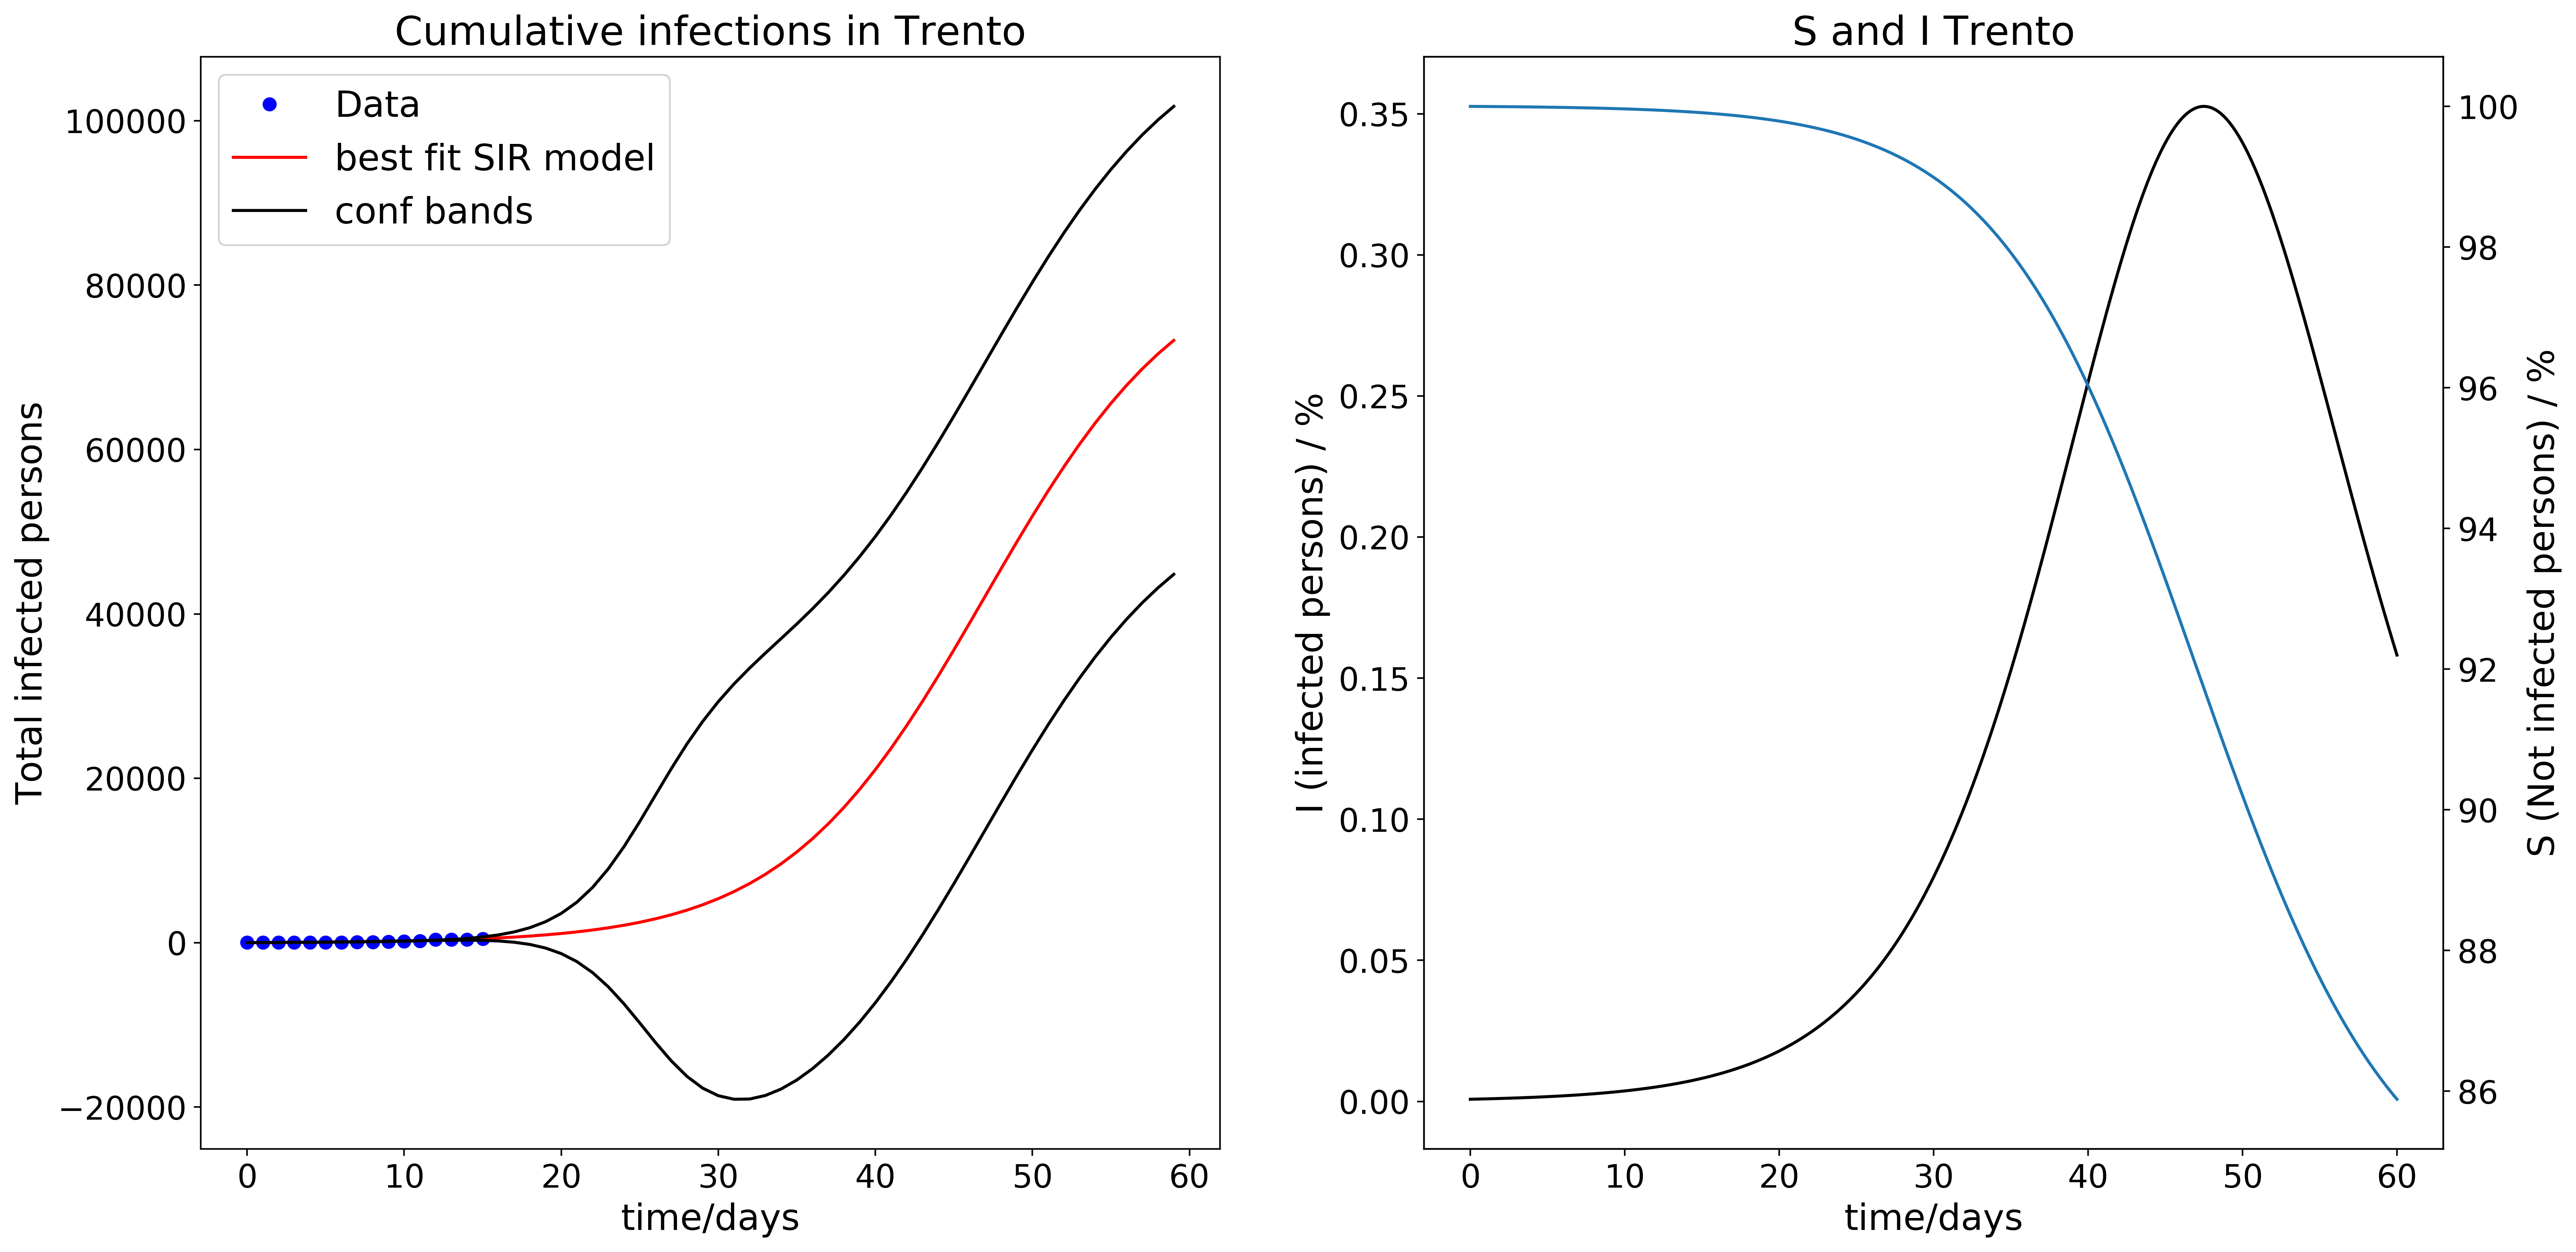 Cumulative infections in Trento
Data
best fit SIR model
conf bands
Total infected persons
100000
80000
60000
40000
20000
0
−20000
0 10 20 30 40 50 60
time/days
S and I Trento
I (infected persons) / %
0.35
0.30
0.25
0.20
0.15
0.10
0.05
0.00
0 10 20 30 40 50 60
time/days
100
98
96
94
92
90
88
86
S (Not infected persons) / %